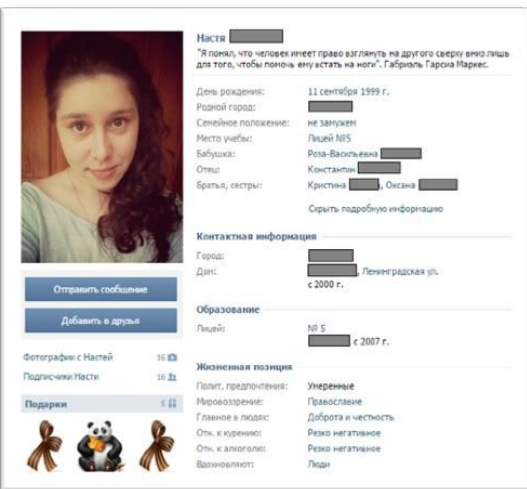 Настя
"Я понял, что человек имеет право взглянуть на другого сверху вниз лишь
для того, чтобы помочь ему встать на ноги". Габриэль Гарсиа Маркес.
День рождения: 11 сентября 1999 г.
Родной город:
Семейное положение: не замужем
Место учебы: Лицей №5
Бабушка: Роза-Васильевна
Отец: Константин
Братья, сестры: Кристина , Оксана
Скрыть подробную информацию
Контактная информация
Город:
Дом: , Ленинградская ул.
с 2000 г.
Образование
Лицей: № 5
с 2007 г.
Жизненная позиция
Полит. предпочтения: Умеренные
Мировоззрение: Православие
Главное в людях: Доброта и честность
Отн. к курению: Резко негативное
Отн. к алкоголю: Резко негативное
Вдохновляют: Люди
Отправить сообщение
Добавить в друзья
Фотографии с Настей 16
Подписчики Насти 16
Подарки 5